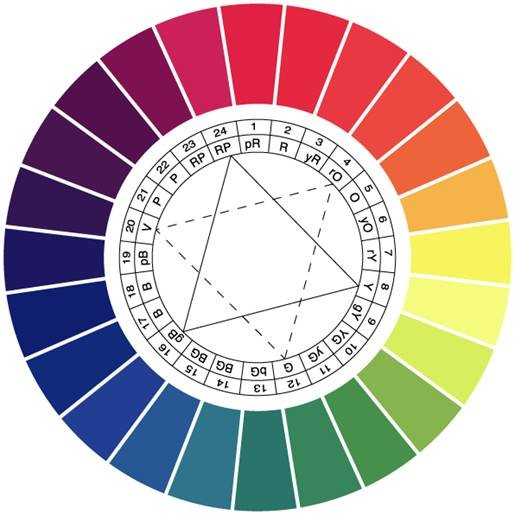 1 2 3 4 5 6 7 8 9 10 11 12 13 14 15 16 17 18 19 20 21 22 23 24
pR R yR rO O yO rY Y gY YG yG G bG BG BG gB B B pB V P P RP RP